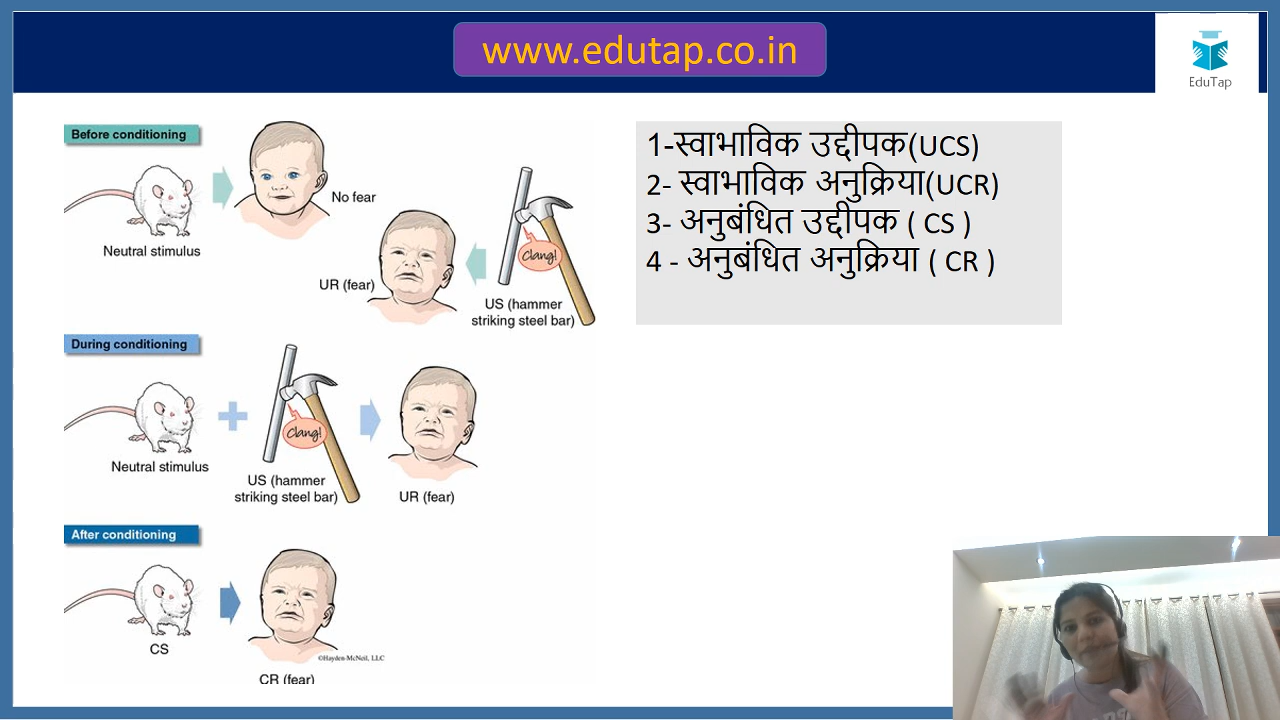 www.edutap.co.in
EduTap
Before conditioning
No fear
Neutral stimulus
Clang!
UR (fear)
US (hammer
striking steel bar)
During conditioning
Clang!
Neutral stimulus
US (hammer
striking steel bar)
UR (fear)
After conditioning
CS
©Hayden-McNeil, LLC
CR (fear)
1-स्वाभाविक उद्दीपक(UCS)
2- स्वाभाविक अनुक्रिया(UCR)
3- अनुबंधित उद्दीपक ( CS )
4 - अनुबंधित अनुक्रिया ( CR )